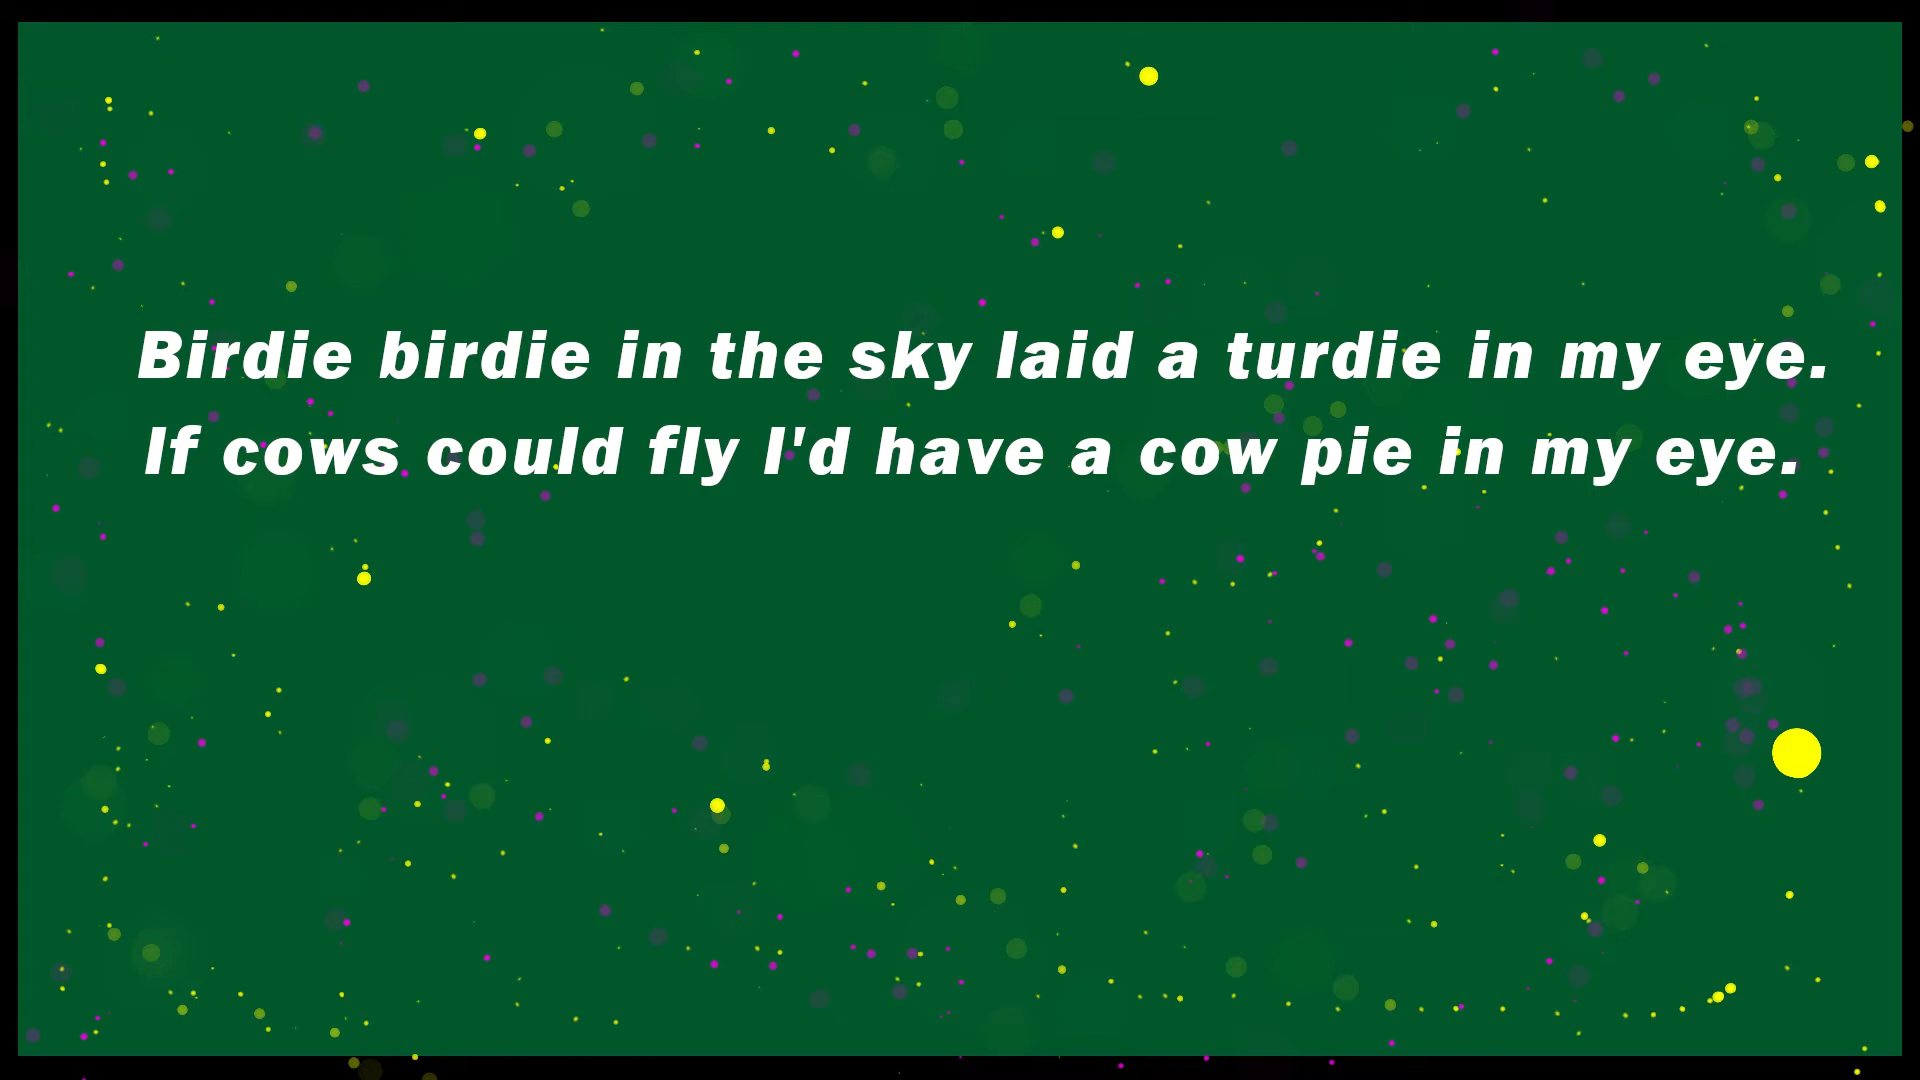 Birdie birdie in the sky laid a turdie in my eye.
If cows could fly I'd have a cow pie in my eye.